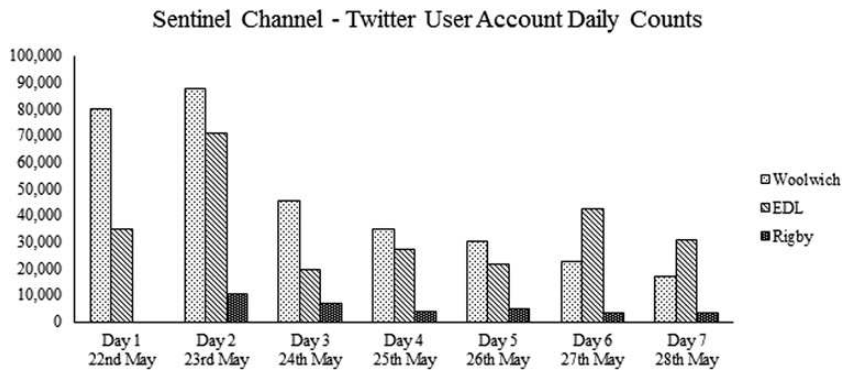 Sentinel Channel - Twitter User Account Daily Counts
100,000
90,000
80,000
70,000
60,000
50,000
40,000
30,000
20,000
10,000
0
Day 1
22nd May
Day 2
23rd May
Day 3
24th May
Day 4
25th May
Day 5
26th May
Day 6
27th May
Day 7
28th May
Woolwich
EDL
Rigby